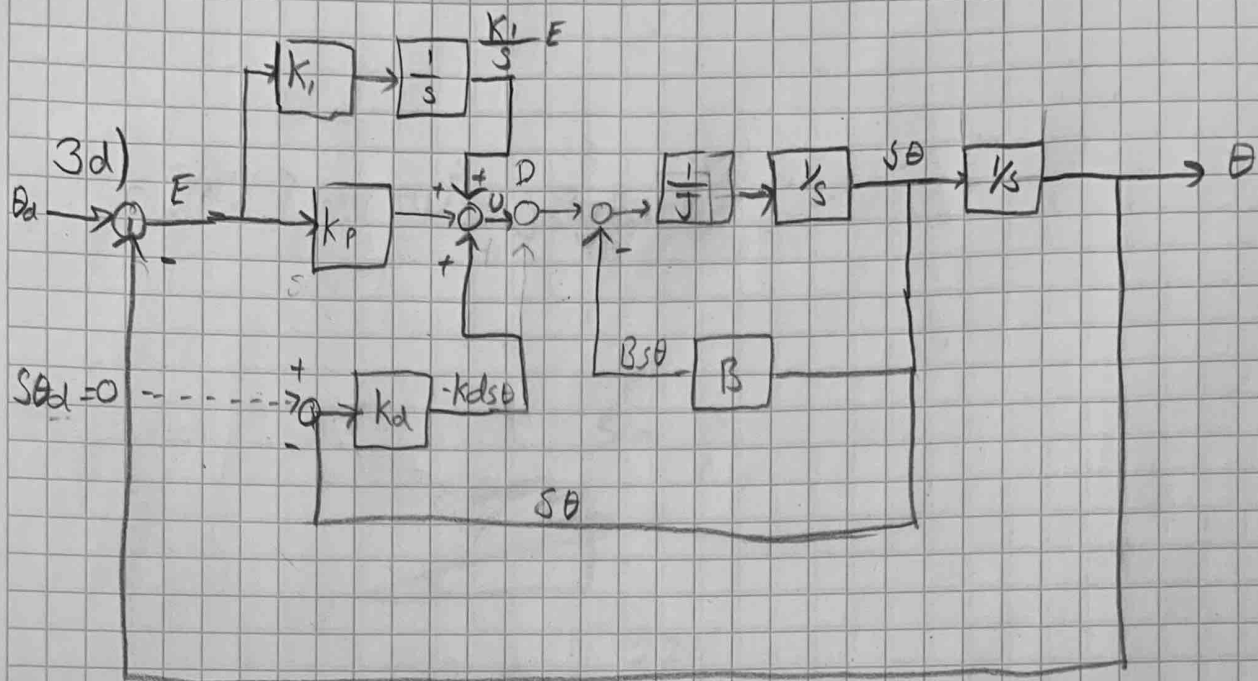 K1/s E
K1
1/s
3d)
θd
E
kp
+
+
D
U
1/J
1/s
sθ
1/s
θ
-
+
-
sθd = 0
+
-
kd
-kdsθ
Bsθ
B
sθ